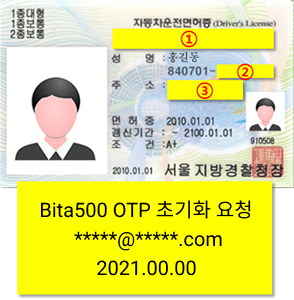 1종대형
1종보통
2종보통
자동차운전면허증 (Driver's License)
①
성 명 : 홍길동
840701- ②
주 소 : ③
면 허 증 2010.01.01
갱신기간 : ~ 2100.01.01
조 건 : A+
910508
2010.01.01 서울 지방경찰청장
Bita500 OTP 초기화 요청
*****@*****.com
2021.00.00